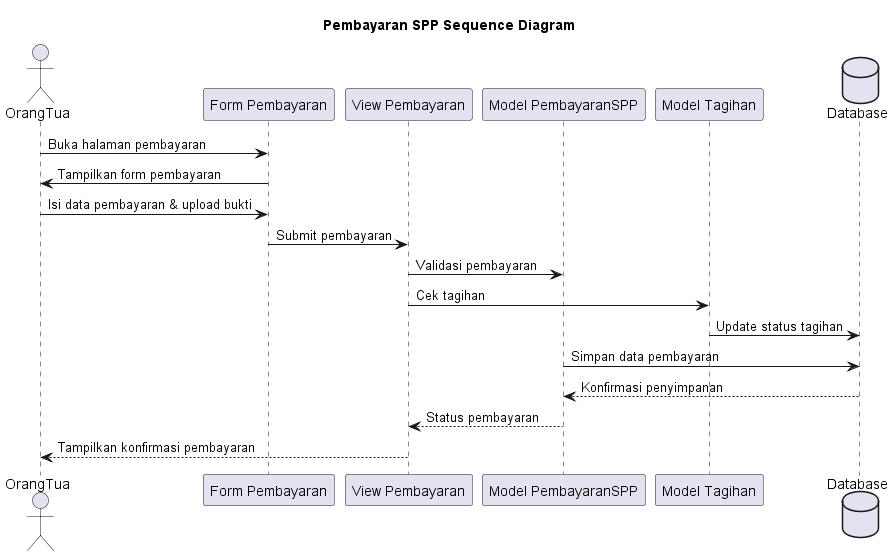 Pembayaran SPP Sequence Diagram
OrangTua
Form Pembayaran
View Pembayaran
Model PembayaranSPP
Model Tagihan
Database
Buka halaman pembayaran
Tampilkan form pembayaran
Isi data pembayaran & upload bukti
Submit pembayaran
Validasi pembayaran
Cek tagihan
Update status tagihan
Simpan data pembayaran
Konfirmasi penyimpanan
Status pembayaran
Tampilkan konfirmasi pembayaran
OrangTua
Form Pembayaran
View Pembayaran
Model PembayaranSPP
Model Tagihan
Database